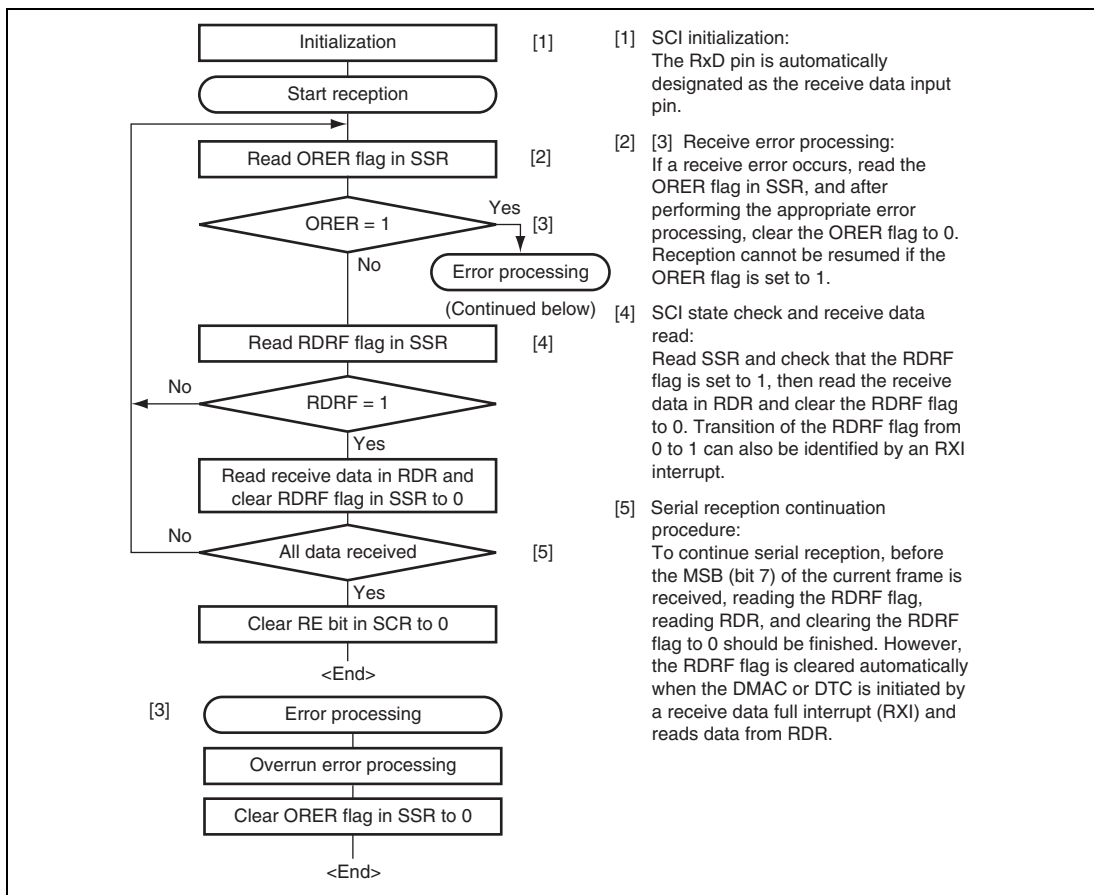 Initialization
[1]
Start reception
Read ORER flag in SSR
[2]
ORER = 1
Yes
[3]
No
Error processing
(Continued below)
Read RDRF flag in SSR
[4]
No
RDRF = 1
Yes
Read receive data in RDR and
clear RDRF flag in SSR to 0
No
All data received
[5]
Yes
Clear RE bit in SCR to 0
<End>
[3]
Error processing
Overrun error processing
Clear ORER flag in SSR to 0
<End>
[1] SCI initialization:
The RxD pin is automatically
designated as the receive data input
pin.
[2] [3] Receive error processing:
If a receive error occurs, read the
ORER flag in SSR, and after
performing the appropriate error
processing, clear the ORER flag to 0.
Reception cannot be resumed if the
ORER flag is set to 1.
[4] SCI state check and receive data
read:
Read SSR and check that the RDRF
flag is set to 1, then read the receive
data in RDR and clear the RDRF flag
to 0. Transition of the RDRF flag from
0 to 1 can also be identified by an RXI
interrupt.
[5] Serial reception continuation
procedure:
To continue serial reception, before
the MSB (bit 7) of the current frame is
received, reading the RDRF flag,
reading RDR, and clearing the RDRF
flag to 0 should be finished. However,
the RDRF flag is cleared automatically
when the DMAC or DTC is initiated by
a receive data full interrupt (RXI) and
reads data from RDR.